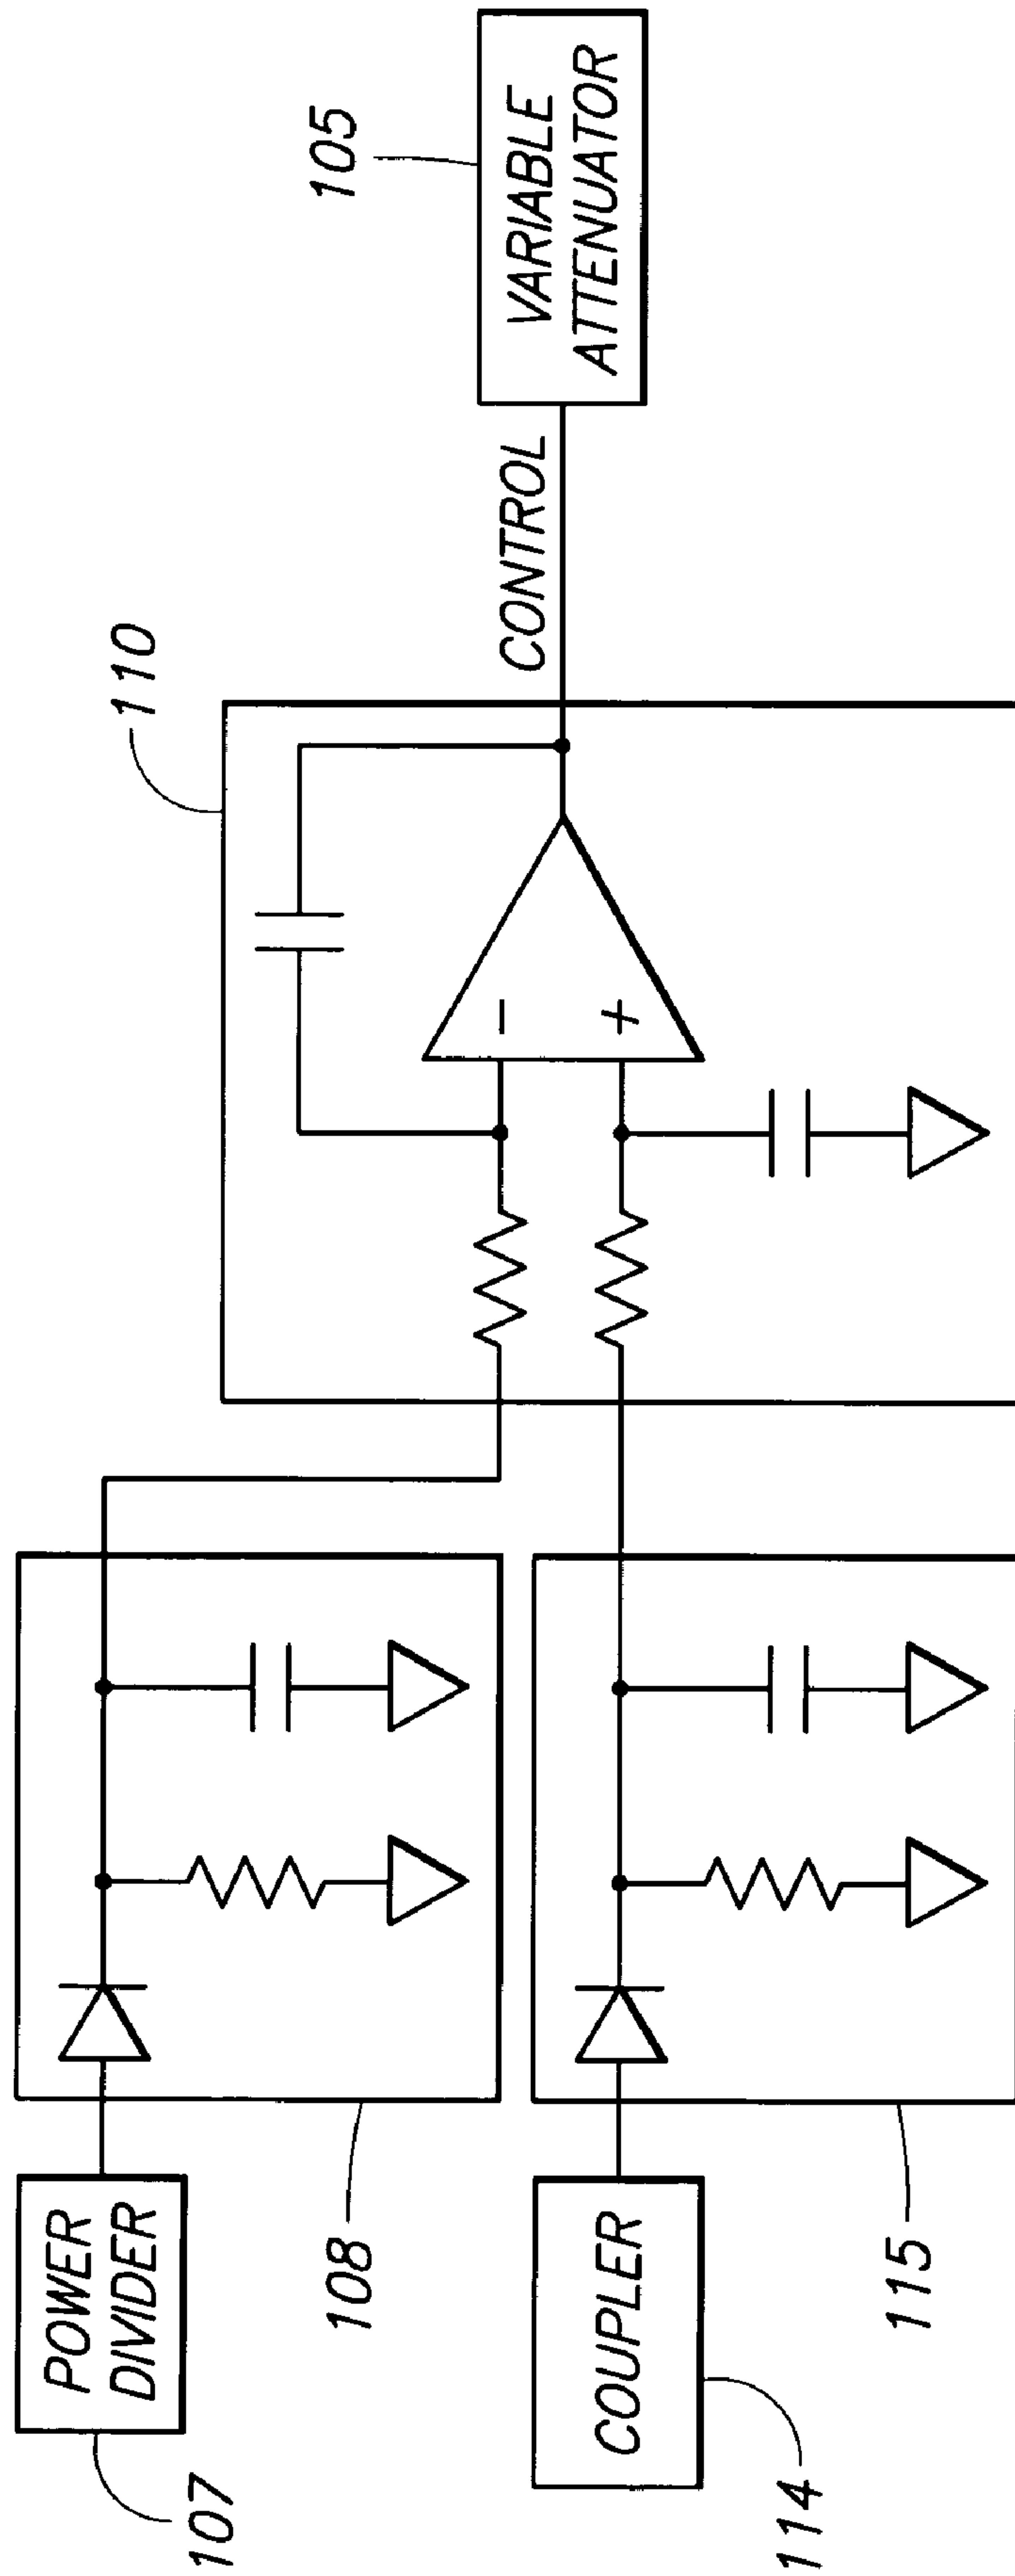 107
POWER
DIVIDER
108
110
−
+
CONTROL
105
VARIABLE
ATTENUATOR
114
COUPLER
115